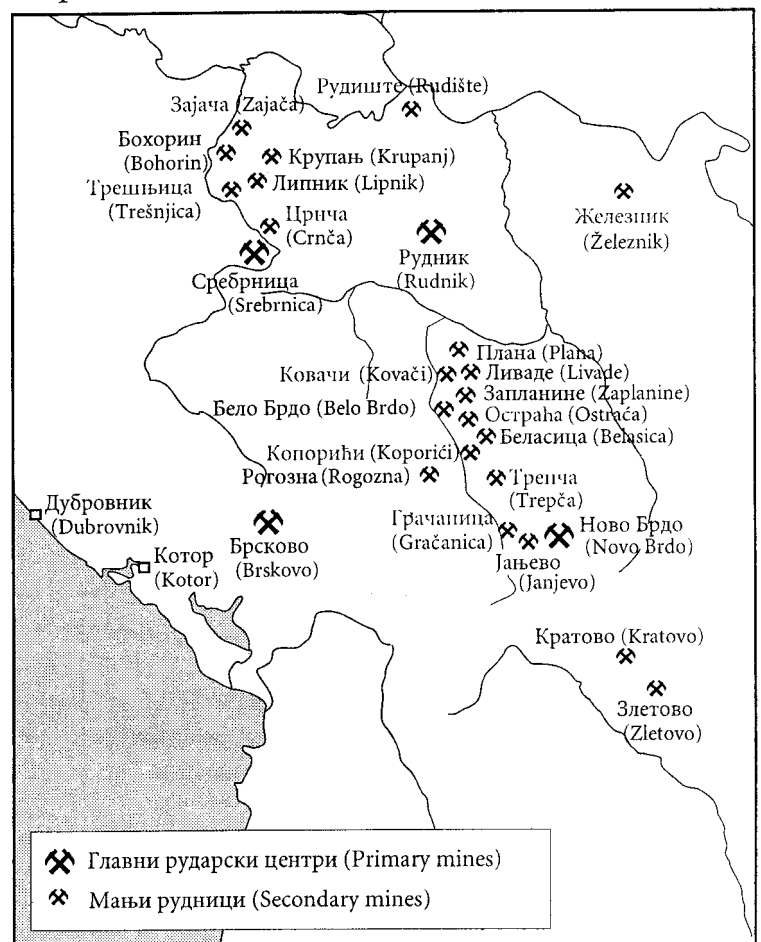 Рудиште (Rudište)
Зајача (Zajača)
Бохорин
(Bohorin)
Крупањ (Krupanj)
Липник (Lipnik)
Трешњица
(Trešnjica)
Црнча
(Crnča)
Железник
(Železnik)
Рудник
(Rudnik)
Сребрница
(Srebrnica)
Плана (Plana)
Ковачи (Kovači)
Ливаде (Livade)
Запланине (Zaplanine)
Бело Брдо (Belo Brdo)
Остраћа (Ostraća)
Беласица (Belasica)
Копорићи (Koporići)
Рогозна (Rogozna)
Трепча
(Trepča)
Дубровник
(Dubrovnik)
Грачаница
(Gračanica)
Ново Брдо
(Novo Brdo)
Брсково
(Brskovo)
Котор
(Kotor)
Јањево
(Janjevo)
Кратово (Kratovo)
Злетово
(Zletovo)
Главни рударски центри (Primary mines)
Мањи рудници (Secondary mines)